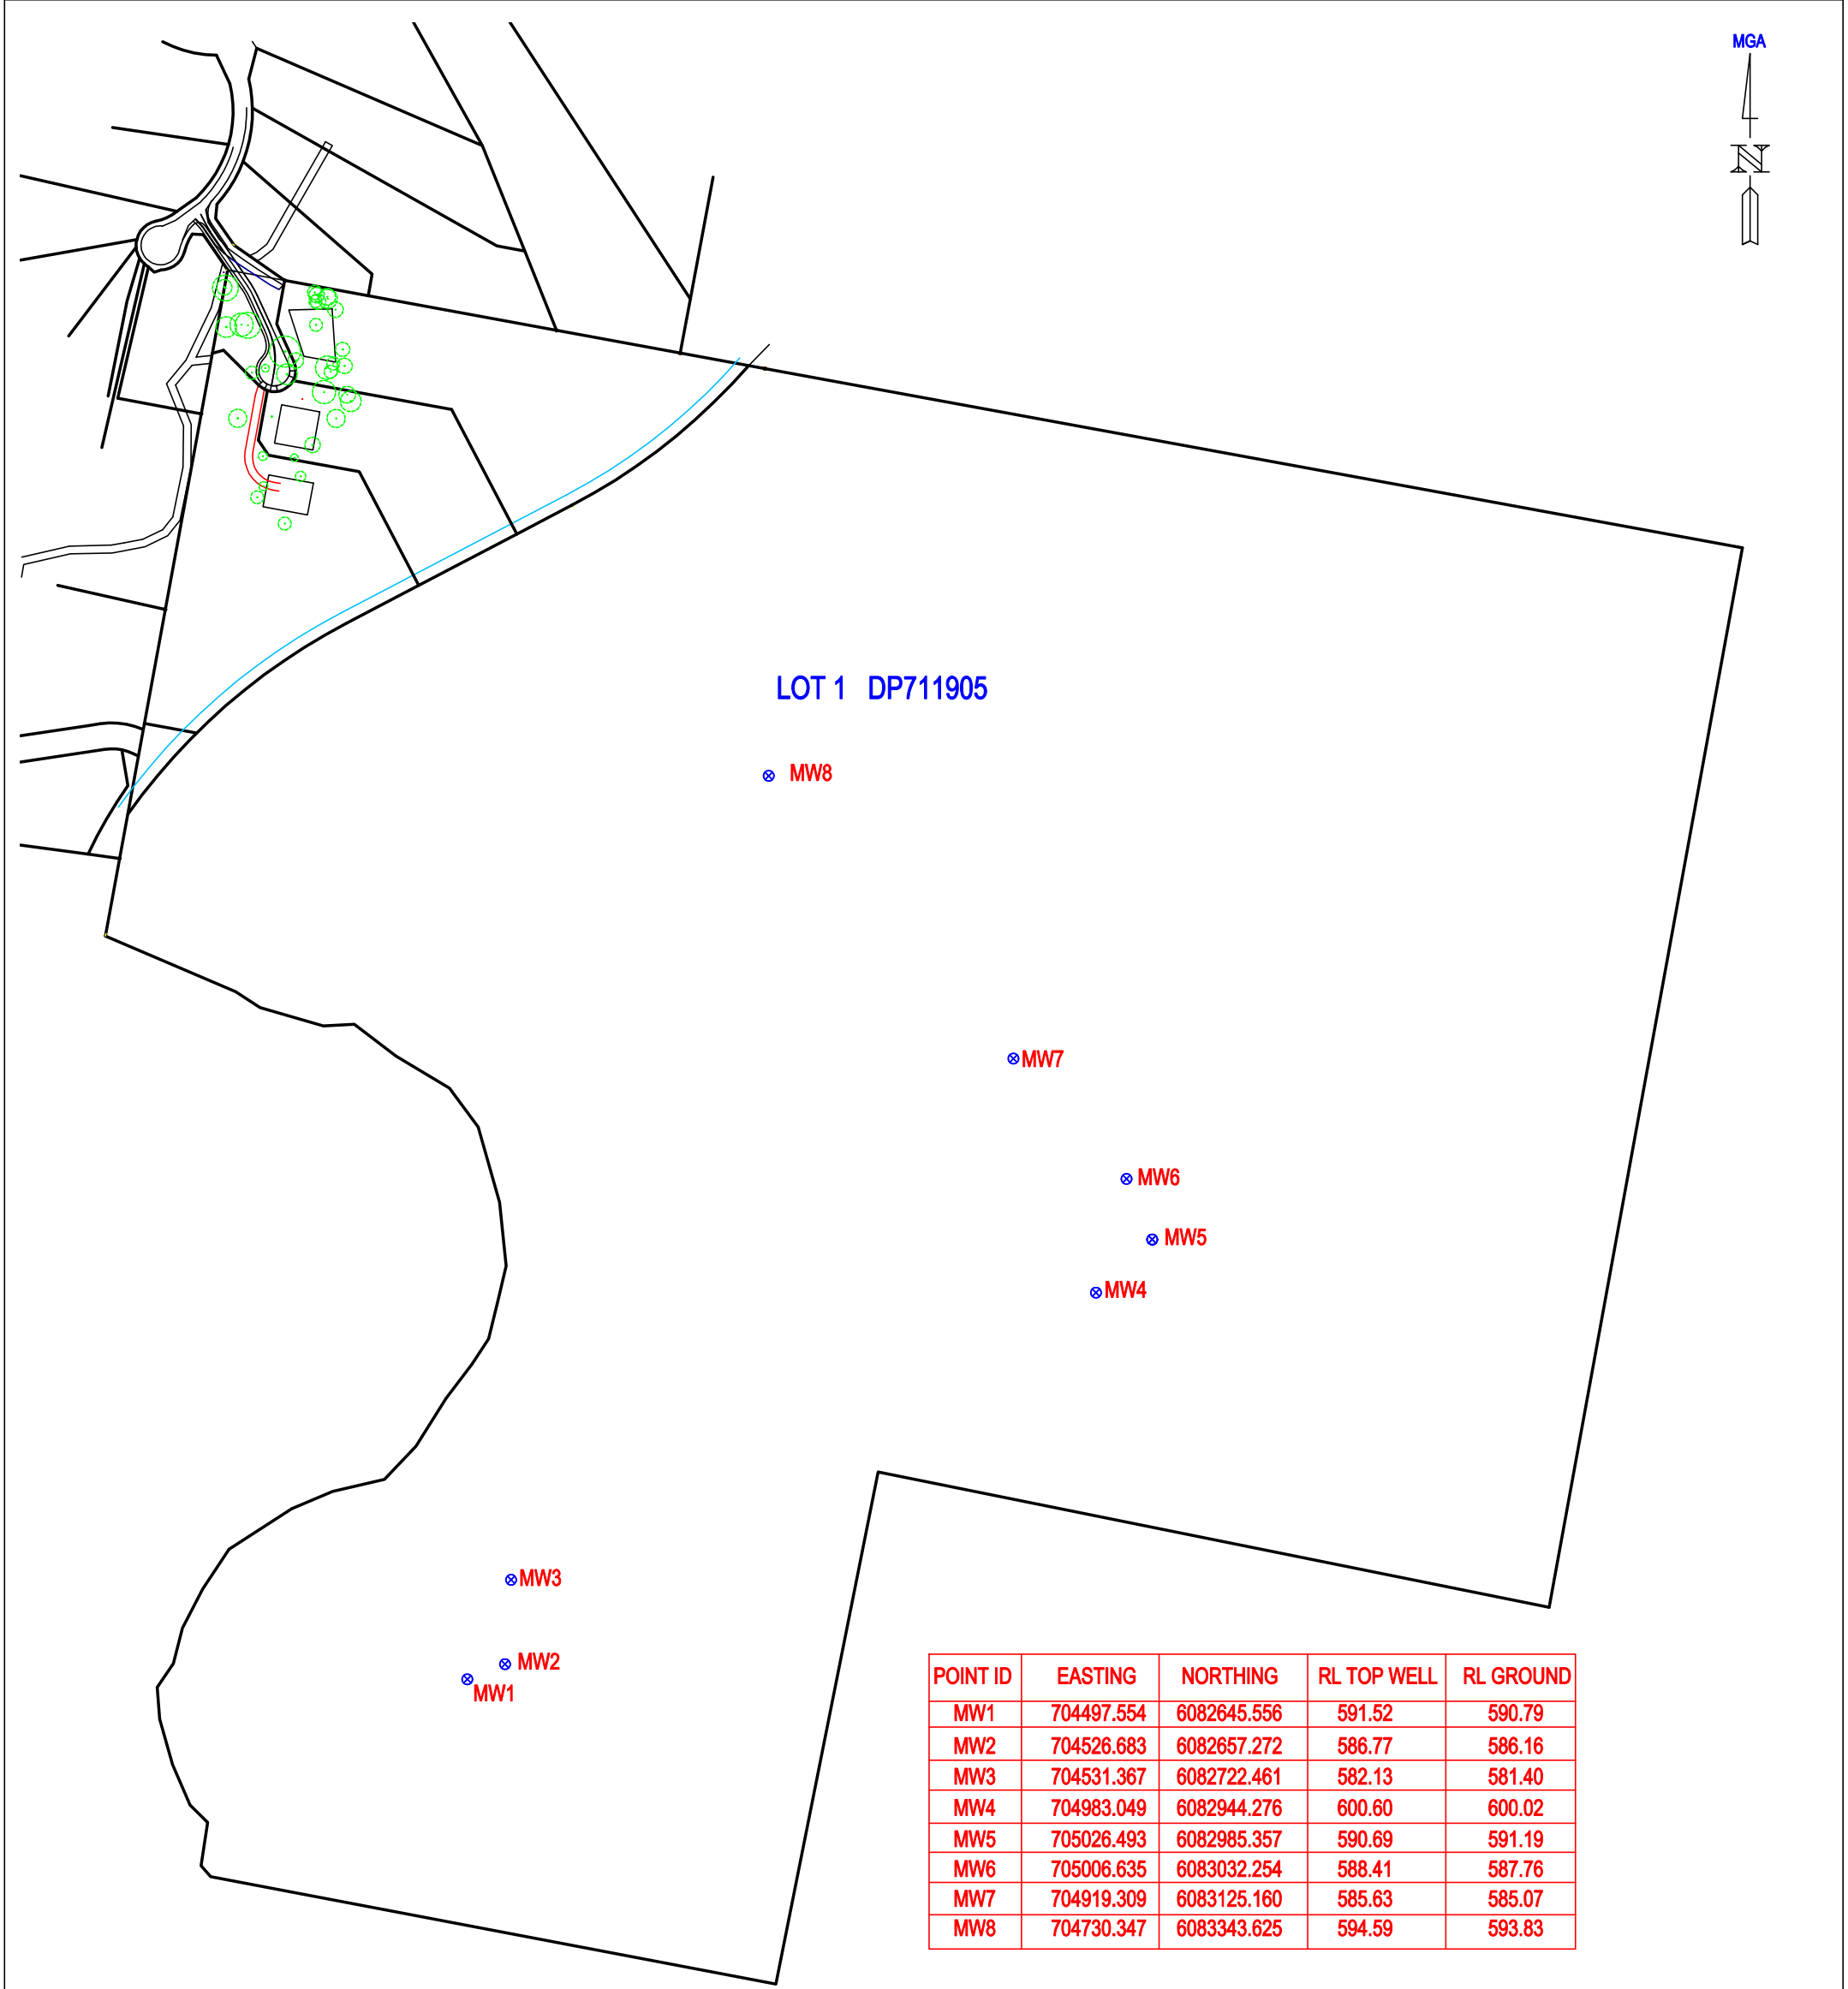 MGA
N
LOT 1 DP711905
MW8
MW7
MW6
MW5
MW4
MW3
MW2
MW1
POINT ID EASTING NORTHING RL TOP WELL RL GROUND
MW1 704497.554 6082645.556 591.52 590.79
MW2 704526.683 6082657.272 586.77 586.16
MW3 704531.367 6082722.461 582.13 581.40
MW4 704983.049 6082944.276 600.60 600.02
MW5 705026.493 6082985.357 590.69 591.19
MW6 705006.635 6083032.254 588.41 587.76
MW7 704919.309 6083125.160 585.63 585.07
MW8 704730.347 6083343.625 594.59 593.83